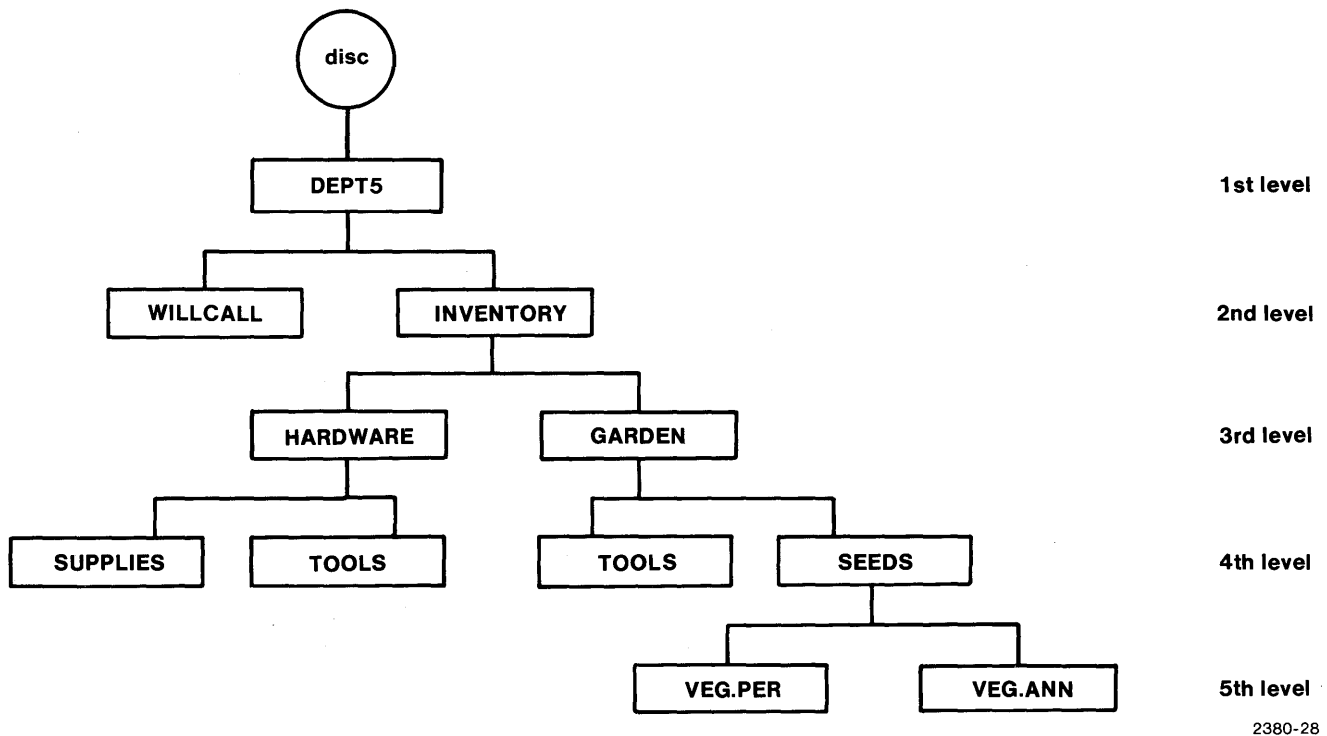 disc
DEPT5 1st level
WILLCALL INVENTORY 2nd level
HARDWARE GARDEN 3rd level
SUPPLIES TOOLS TOOLS SEEDS 4th level
VEG.PER VEG.ANN 5th level
2380-28